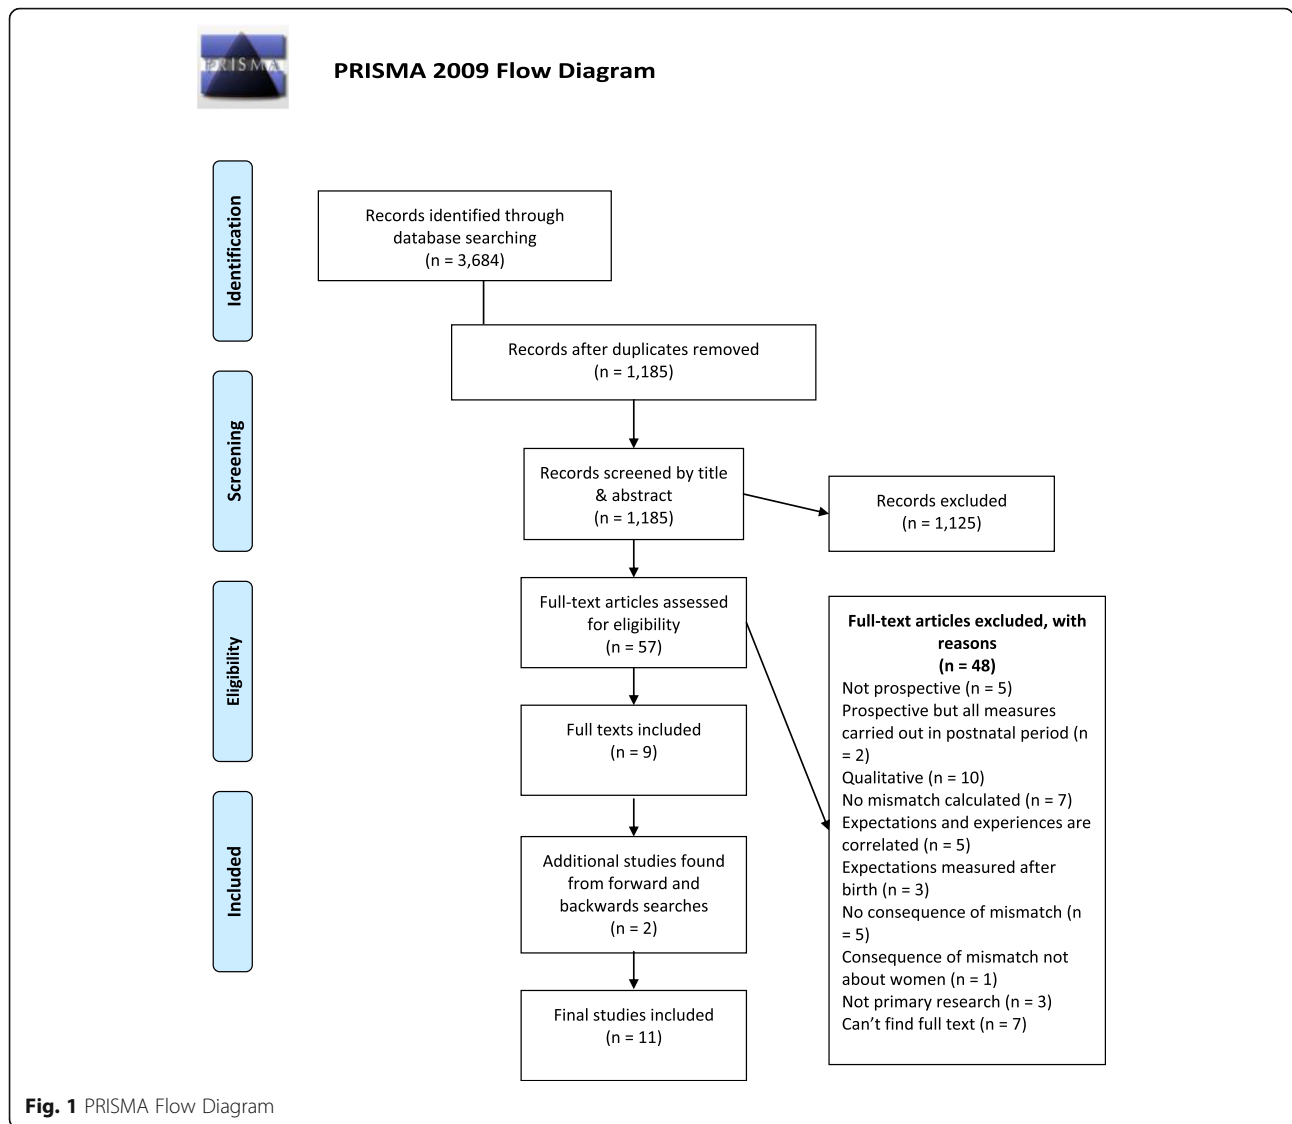 PRISMA
PRISMA 2009 Flow Diagram
Identification
Records identified through
database searching
(n = 3,684)
Records after duplicates removed
(n = 1,185)
Screening
Records screened by title
& abstract
(n = 1,185)
Records excluded
(n = 1,125)
Eligibility
Full-text articles assessed
for eligibility
(n = 57)
Full-text articles excluded, with
reasons
(n = 48)
Not prospective (n = 5)
Prospective but all measures
carried out in postnatal period (n
= 2)
Qualitative (n = 10)
No mismatch calculated (n = 7)
Expectations and experiences are
correlated (n = 5)
Expectations measured after
birth (n = 3)
No consequence of mismatch (n
= 5)
Consequence of mismatch not
about women (n = 1)
Not primary research (n = 3)
Can’t find full text (n = 7)
Full texts included
(n = 9)
Included
Additional studies found
from forward and
backwards searches
(n = 2)
Final studies included
(n = 11)
Fig. 1 PRISMA Flow Diagram